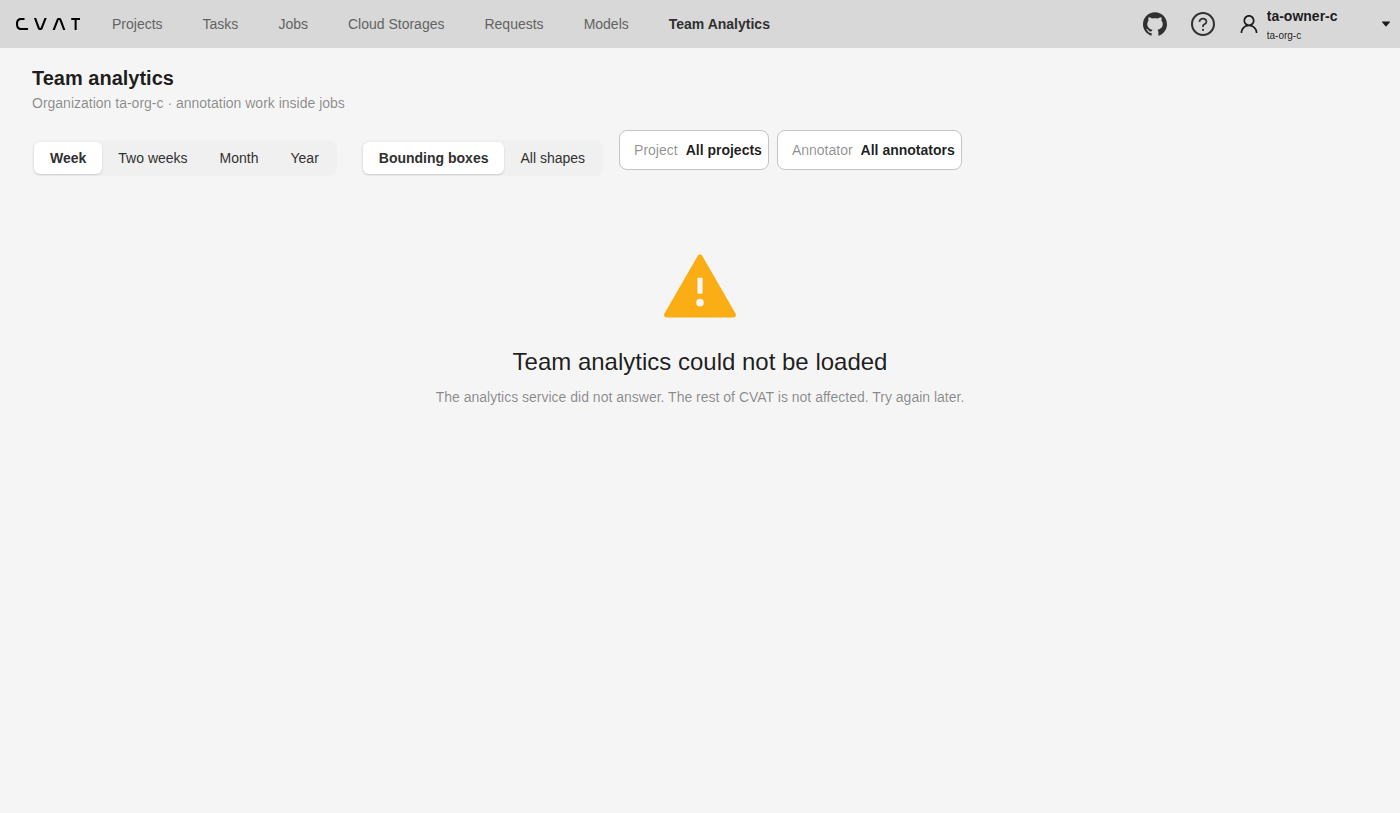 CVAT Projects Tasks Jobs Cloud Storages Requests Models Team Analytics ta-owner-c
ta-org-c
Team analytics
Organization ta-org-c · annotation work inside jobs
Week Two weeks Month Year Bounding boxes All shapes Project All projects Annotator All annotators
Team analytics could not be loaded
The analytics service did not answer. The rest of CVAT is not affected. Try again later.